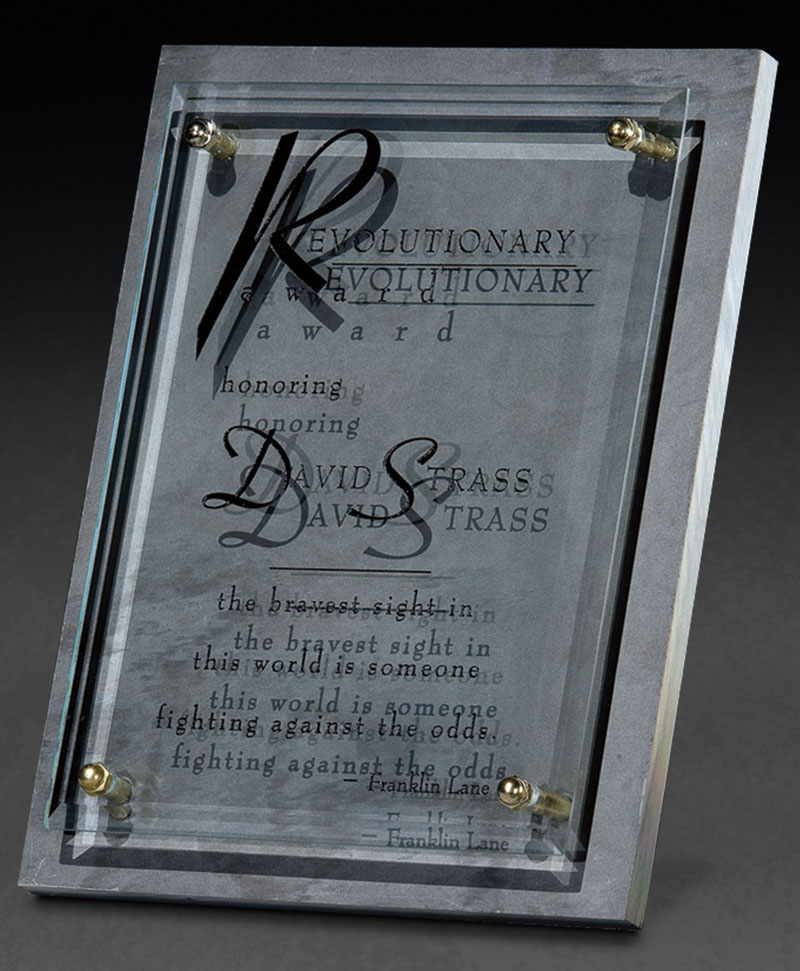 REVOLUTIONARY
award
honoring
DAVID STRASS
the bravest sight in
this world is someone
fighting against the odds.
— Franklin Lane